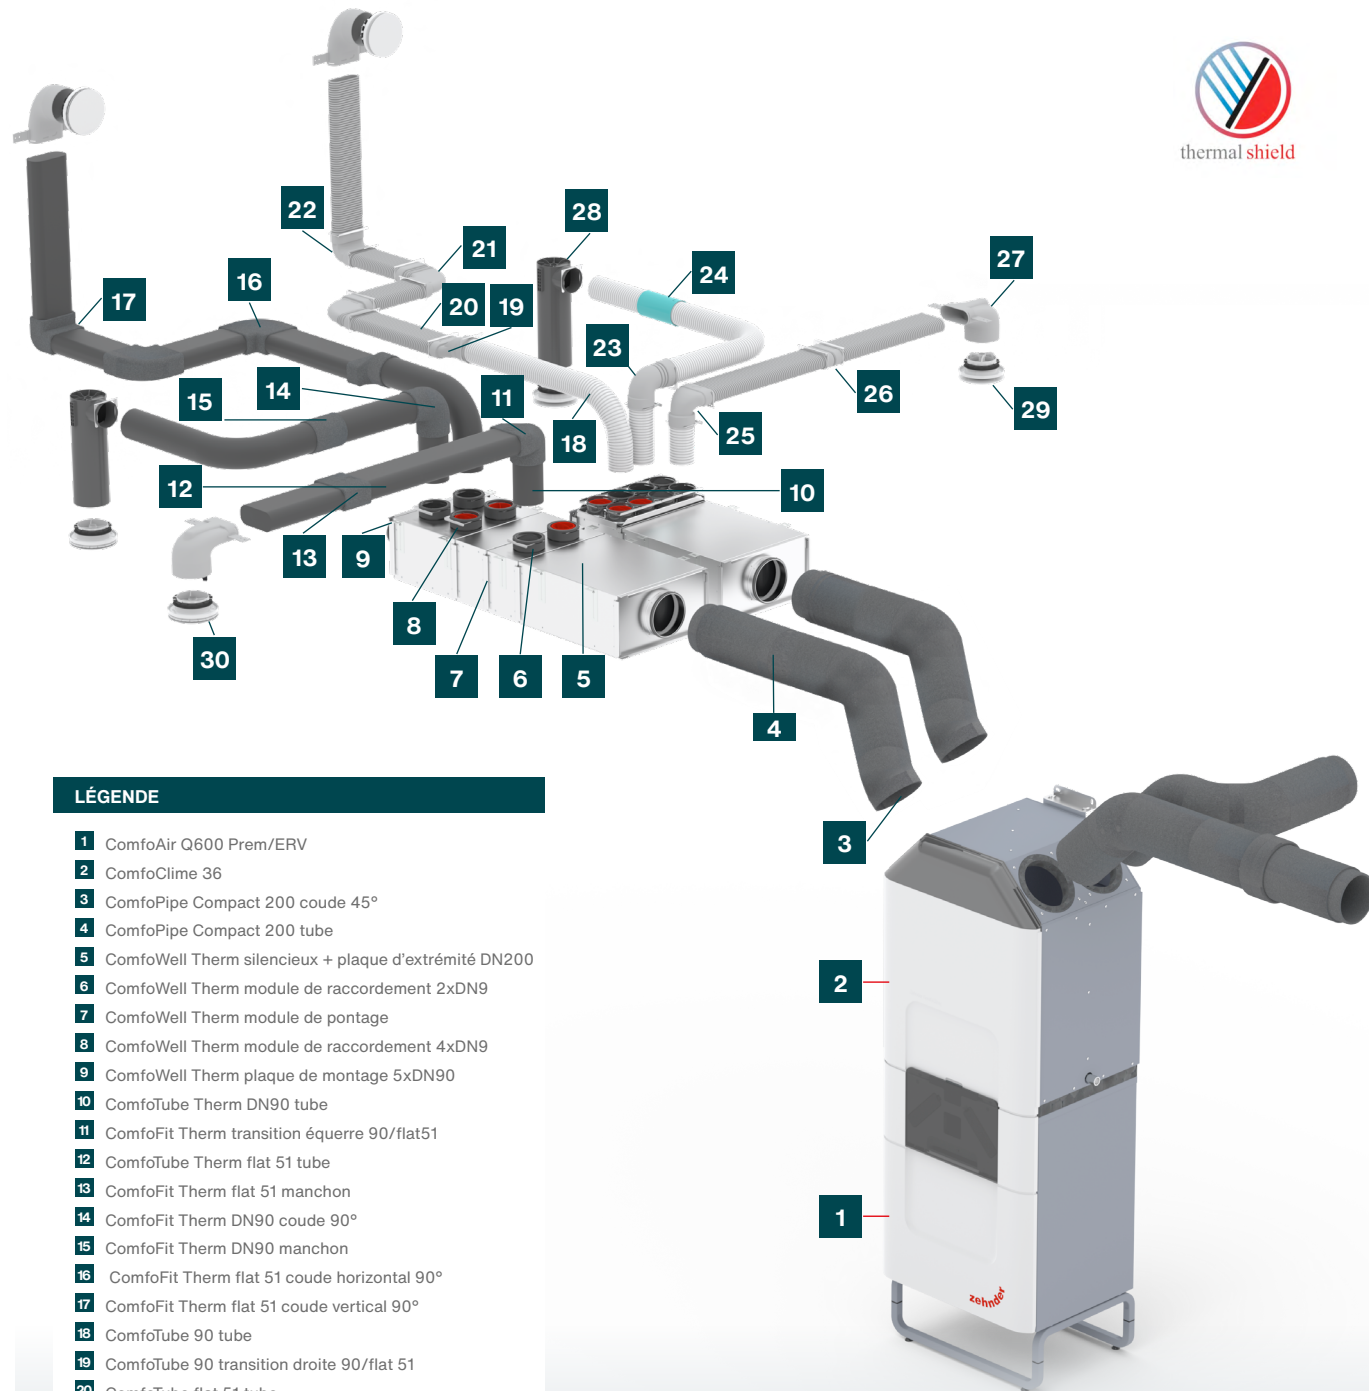 thermal shield
22
28
21
27
17
16
24
20
19
23
15
14
11
26
29
18
25
12
10
13
9
8
30
7
6
5
4
3
2
1
zehnder
LÉGENDE
1 ComfoAir Q600 Prem/ERV
2 ComfoClime 36
3 ComfoPipe Compact 200 coude 45°
4 ComfoPipe Compact 200 tube
5 ComfoWell Therm silencieux + plaque d'extrémité DN200
6 ComfoWell Therm module de raccordement 2xDN9
7 ComfoWell Therm module de pontage
8 ComfoWell Therm module de raccordement 4xDN9
9 ComfoWell Therm plaque de montage 5xDN90
10 ComfoTube Therm DN90 tube
11 ComfoFit Therm transition équerre 90/flat51
12 ComfoTube Therm flat 51 tube
13 ComfoFit Therm flat 51 manchon
14 ComfoFit Therm DN90 coude 90°
15 ComfoFit Therm DN90 manchon
16 ComfoFit Therm flat 51 coude horizontal 90°
17 ComfoFit Therm flat 51 coude vertical 90°
18 ComfoTube 90 tube
19 ComfoTube 90 transition droite 90/flat 51
20 ComfoTube flat 51 tube